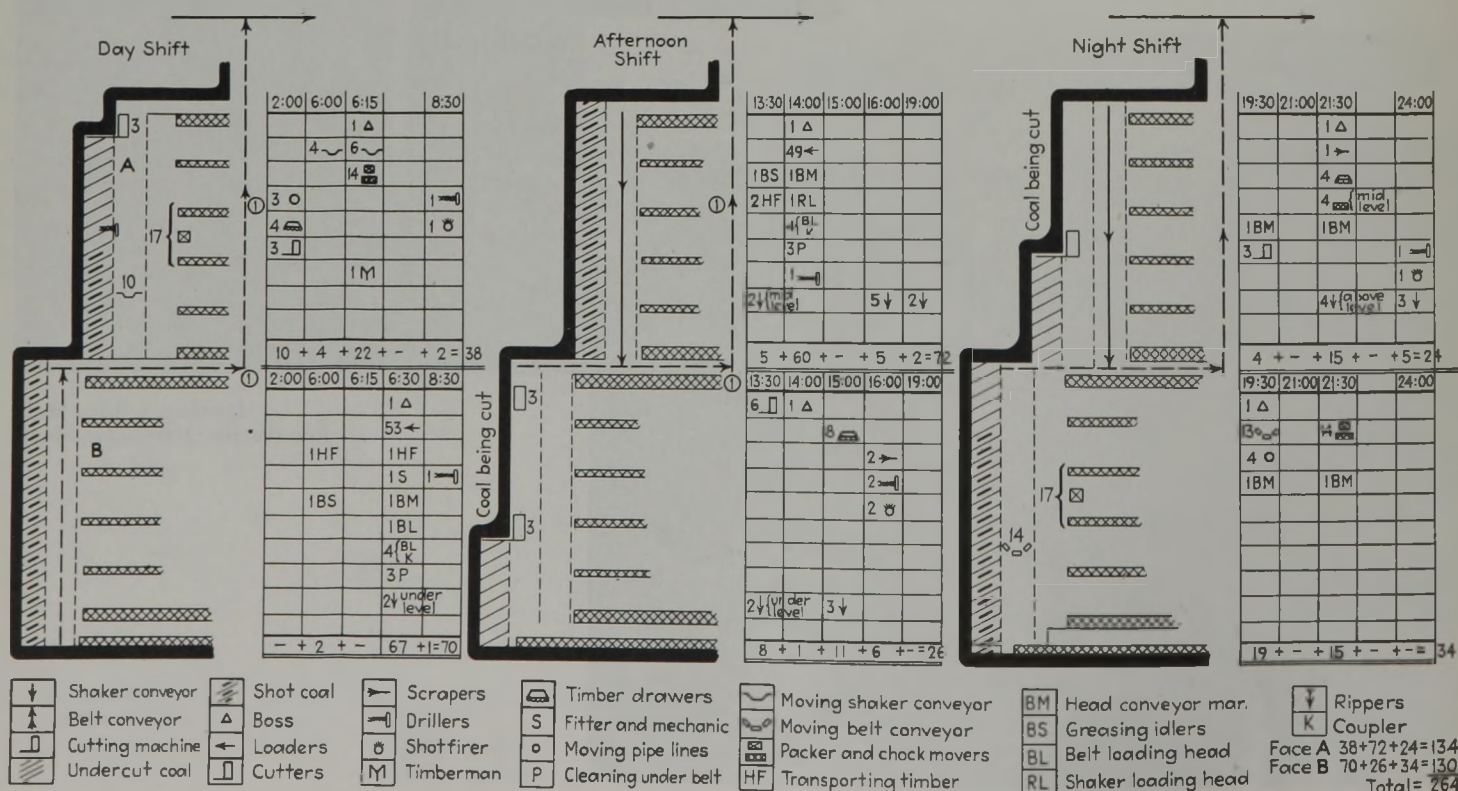 Day Shift
3
A
17
10
1
1
B
2:00 6:00 6:15 8:30
1
4 6
14
3 1
4 1
3
1M
10 + 4 + 22 + - + 2 = 38
2:00 6:00 6:15 6:30 8:30
1
53
1HF 1HF
1S 1
1BS 1BM
1BL
4 BL K
3P
2 under level
- + 2 + - 67 +1=70
Afternoon
Shift
1
1
Coal being cut
3
3
13:30 14:00 15:00 16:00 19:00
1
49
1BS 1BM
2HF 1RL
4 BL K
3P
1
2 level 5 2
5 + 60 + - + 5 + 2=72
13:30 14:00 15:00 16:00 19:00
6 1
18
2
2
2
2 under level 3
8 + 1 + 11 + 6 + -=26
Night Shift
Coal being cut
17
14
19:30 21:00 21:30 24:00
1
1
4
4 mid level
1BM 1BM
3 1
1
4 above level 3
4 + - + 15 + - +5=24
19:30 21:00 21:30 24:00
1
13 14
4
1BM 1BM
19 + - + 15 - + - = 34
Shaker conveyor
Belt conveyor
Cutting machine
Undercut coal
Shot coal
Boss
Loaders
Cutters
Scrapers
Drillers
Shotfirer
M Timberman
Timber drawers
S Fitter and mechanic
Moving pipe lines
P Cleaning under belt
Moving shaker conveyor
Moving belt conveyor
Packer and chock movers
HF Transporting timber
BM Head conveyor mar.
BS Greasing idlers
BL Belt loading head
RL Shaker loading head
Rippers
K Coupler
Face A 38+72+24=134
Face B 70+26+34=130
Total= 264